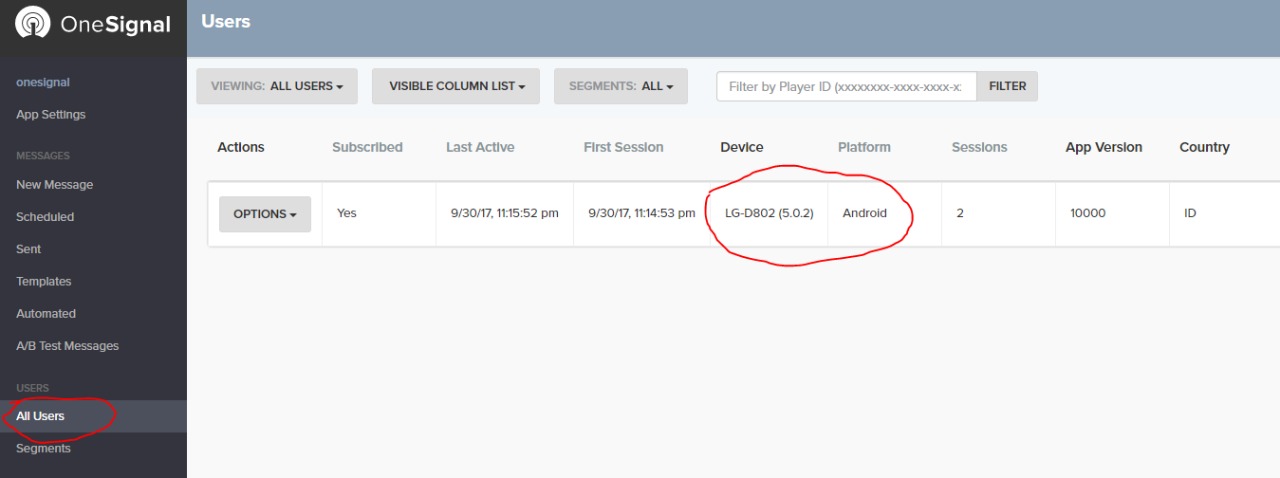 OneSignal
Users
onesignal
App Settings
MESSAGES
New Message
Scheduled
Sent
Templates
Automated
A/B Test Messages
USERS
All Users
Segments
VIEWING: ALL USERS
VISIBLE COLUMN LIST
SEGMENTS: ALL
Filter by Player ID (xxxxxxxx-xxxx-xxxx-x
FILTER
Actions Subscribed Last Active First Session Device Platform Sessions App Version Country
OPTIONS Yes 9/30/17, 11:15:52 pm 9/30/17, 11:14:53 pm LG-D802 (5.0.2) Android 2 10000 ID